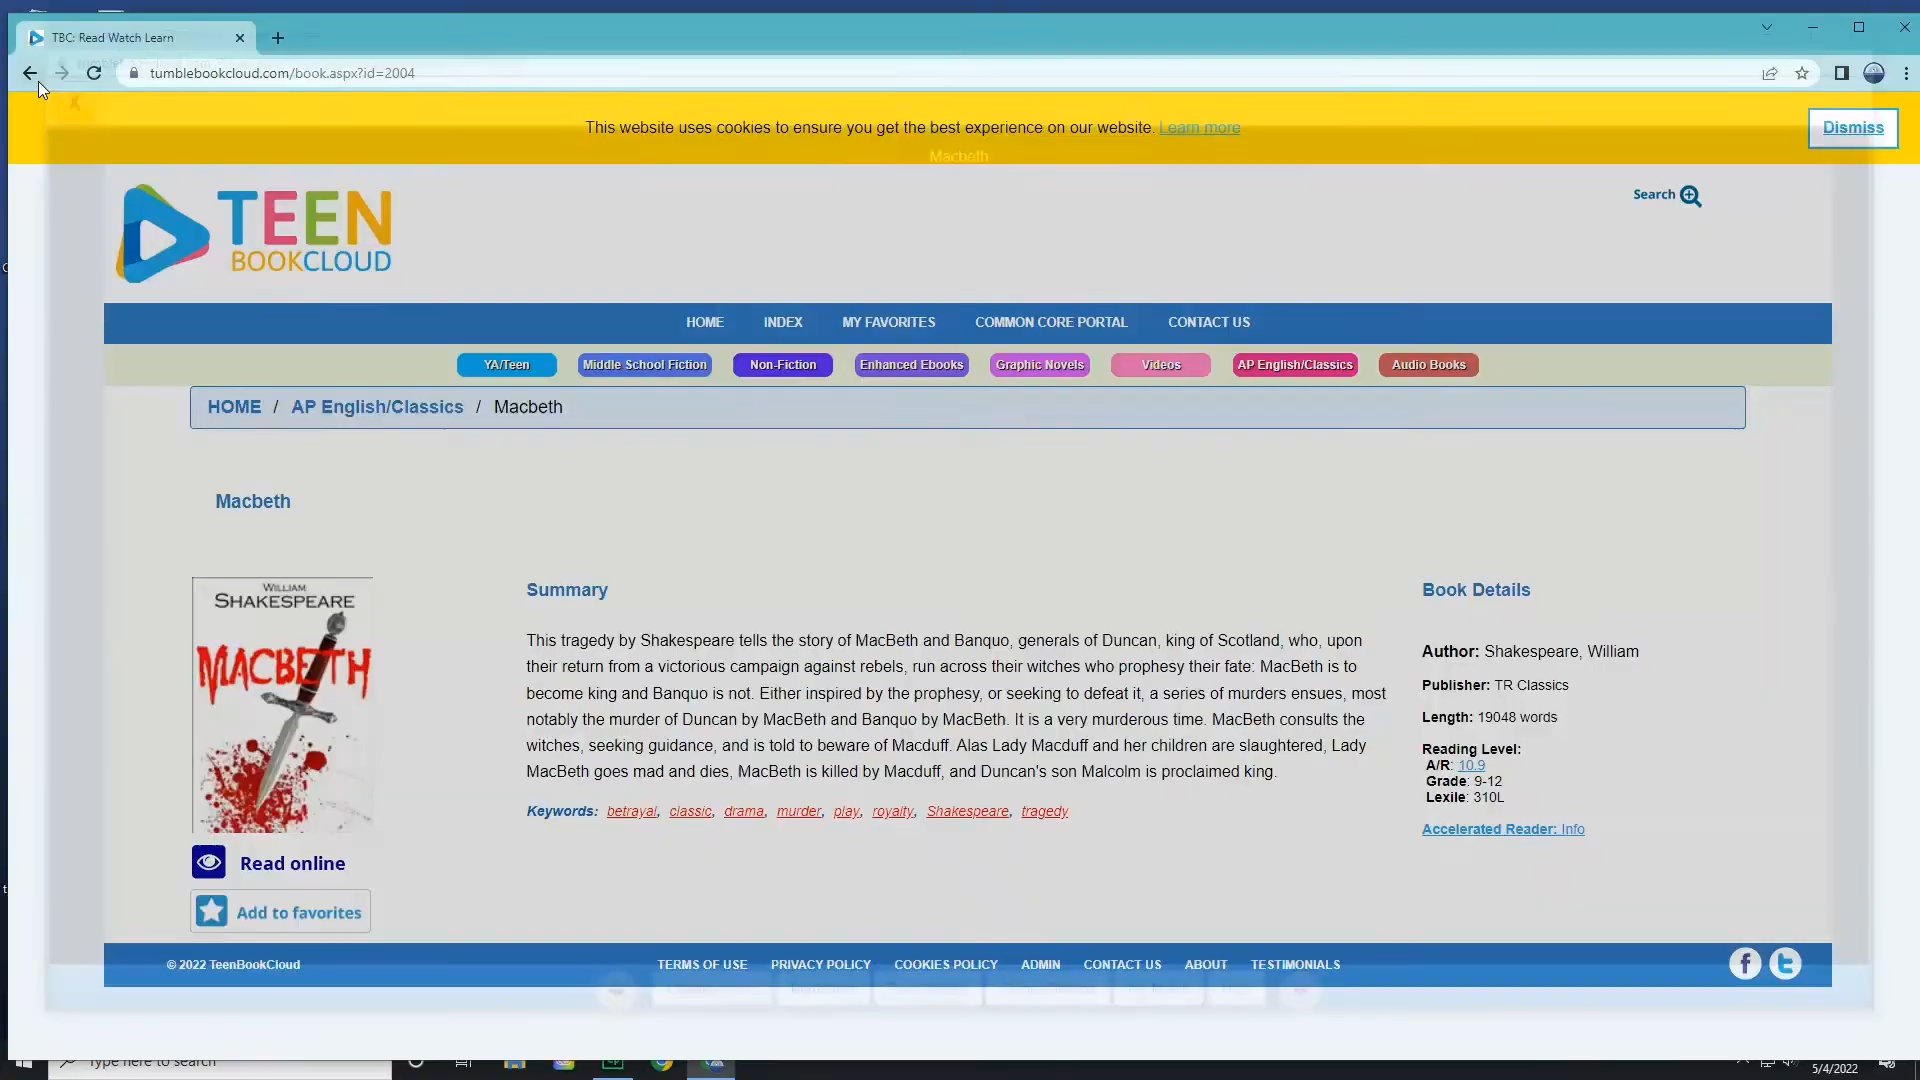 TBC: Read Watch Learn
tumblebookcloud.com/book.aspx?id=2004
This website uses cookies to ensure you get the best experience on our website. Learn more
Dismiss
Macbeth
TEEN
BOOKCLOUD
Search
HOME INDEX MY FAVORITES COMMON CORE PORTAL CONTACT US
YA/Teen Middle School Fiction Non-Fiction Enhanced Ebooks Graphic Novels Videos AP English/Classics Audio Books
HOME / AP English/Classics / Macbeth
Macbeth
WILLIAM
SHAKESPEARE
MACBETH
Read online
Add to favorites
Summary
This tragedy by Shakespeare tells the story of MacBeth and Banquo, generals of Duncan, king of Scotland, who, upon
their return from a victorious campaign against rebels, run across their witches who prophesy their fate: MacBeth is to
become king and Banquo is not. Either inspired by the prophesy, or seeking to defeat it, a series of murders ensues, most
notably the murder of Duncan by MacBeth and Banquo by MacBeth. It is a very murderous time. MacBeth consults the
witches, seeking guidance, and is told to beware of Macduff. Alas Lady Macduff and her children are slaughtered, Lady
MacBeth goes mad and dies, MacBeth is killed by Macduff, and Duncan's son Malcolm is proclaimed king.
Keywords: betrayal, classic, drama, murder, play, royalty, Shakespeare, tragedy
Book Details
Author: Shakespeare, William
Publisher: TR Classics
Length: 19048 words
Reading Level:
A/R: 10.9
Grade: 9-12
Lexile: 310L
Accelerated Reader: Info
© 2022 TeenBookCloud
TERMS OF USE PRIVACY POLICY COOKIES POLICY ADMIN CONTACT US ABOUT TESTIMONIALS
Type here to search
5/4/2022